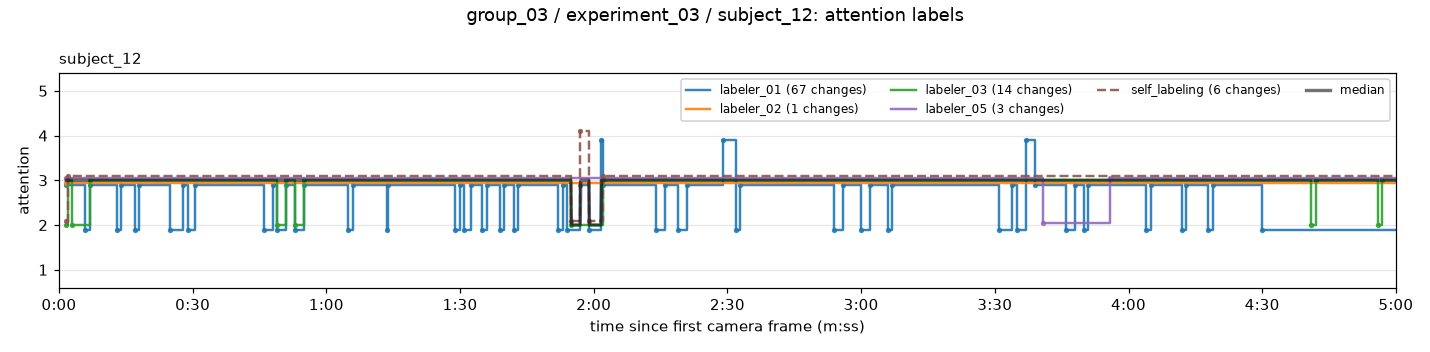 group_03 / experiment_03 / subject_12: attention labels
subject_12
labeler_01 (67 changes)
labeler_02 (1 changes)
labeler_03 (14 changes)
labeler_05 (3 changes)
self_labeling (6 changes)
median
attention
5
4
3
2
1
0:00 0:30 1:00 1:30 2:00 2:30 3:00 3:30 4:00 4:30 5:00
time since first camera frame (m:ss)